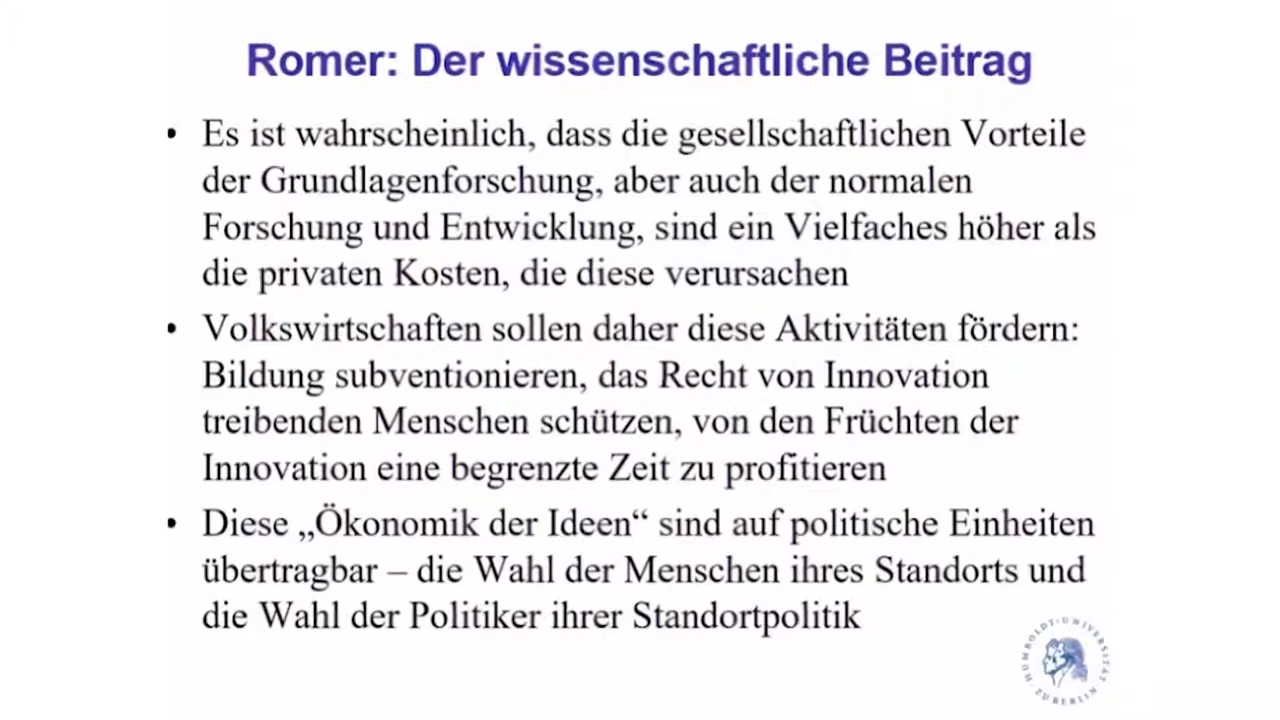 Romer: Der wissenschaftliche Beitrag
• Es ist wahrscheinlich, dass die gesellschaftlichen Vorteile
der Grundlagenforschung, aber auch der normalen
Forschung und Entwicklung, sind ein Vielfaches höher als
die privaten Kosten, die diese verursachen
• Volkswirtschaften sollen daher diese Aktivitäten fördern:
Bildung subventionieren, das Recht von Innovation
treibenden Menschen schützen, von den Früchten der
Innovation eine begrenzte Zeit zu profitieren
• Diese „Ökonomik der Ideen“ sind auf politische Einheiten
übertragbar – die Wahl der Menschen ihres Standorts und
die Wahl der Politiker ihrer Standortpolitik
HUMBOLDT-UNIVERSITÄT
ZU BERLIN